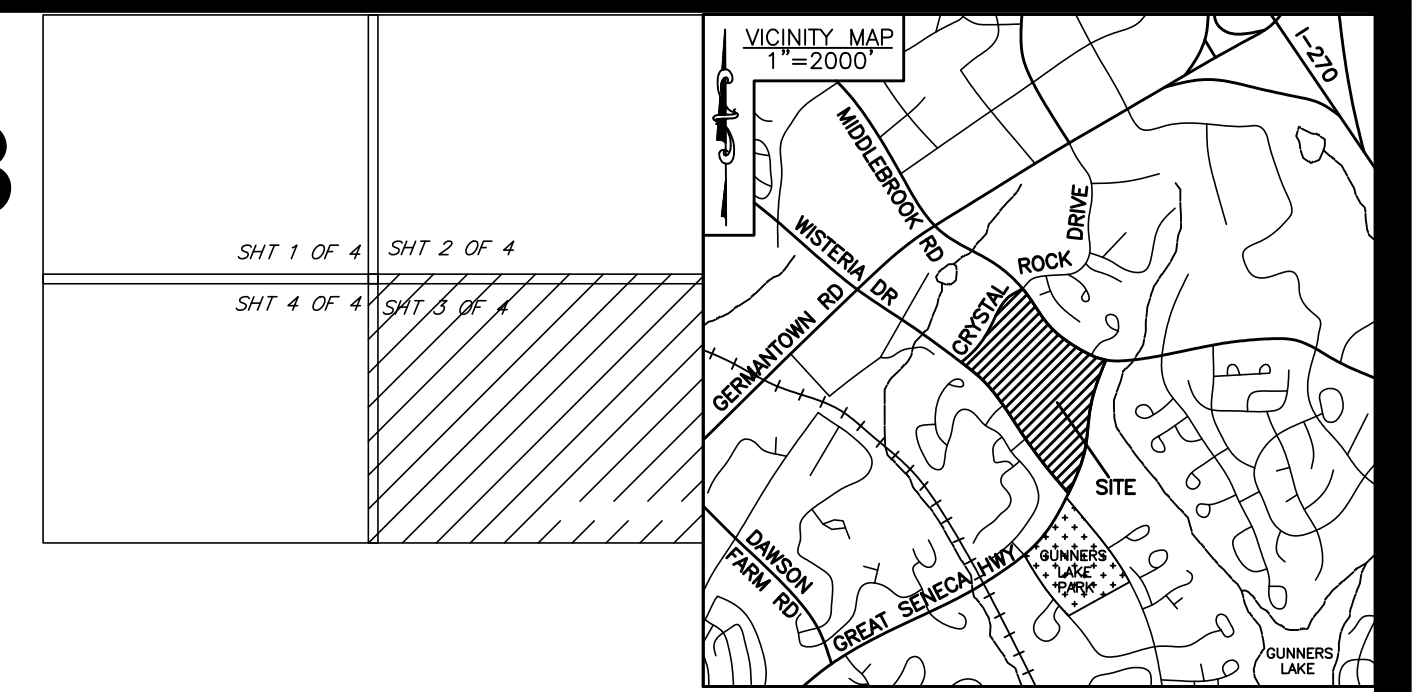 SHT 1 OF 4
SHT 2 OF 4
SHT 4 OF 4
SHT 3 OF 4
VICINITY MAP
1"=2000'
I-270
MIDDLEBROOK RD
WISTERIA DR
GERMANTOWN RD
CRYSTAL
ROCK
DRIVE
SITE
DAWSON
FARM RD
GREAT SENECA HWY
GUNNERS
LAKE
PARK
GUNNERS
LAKE